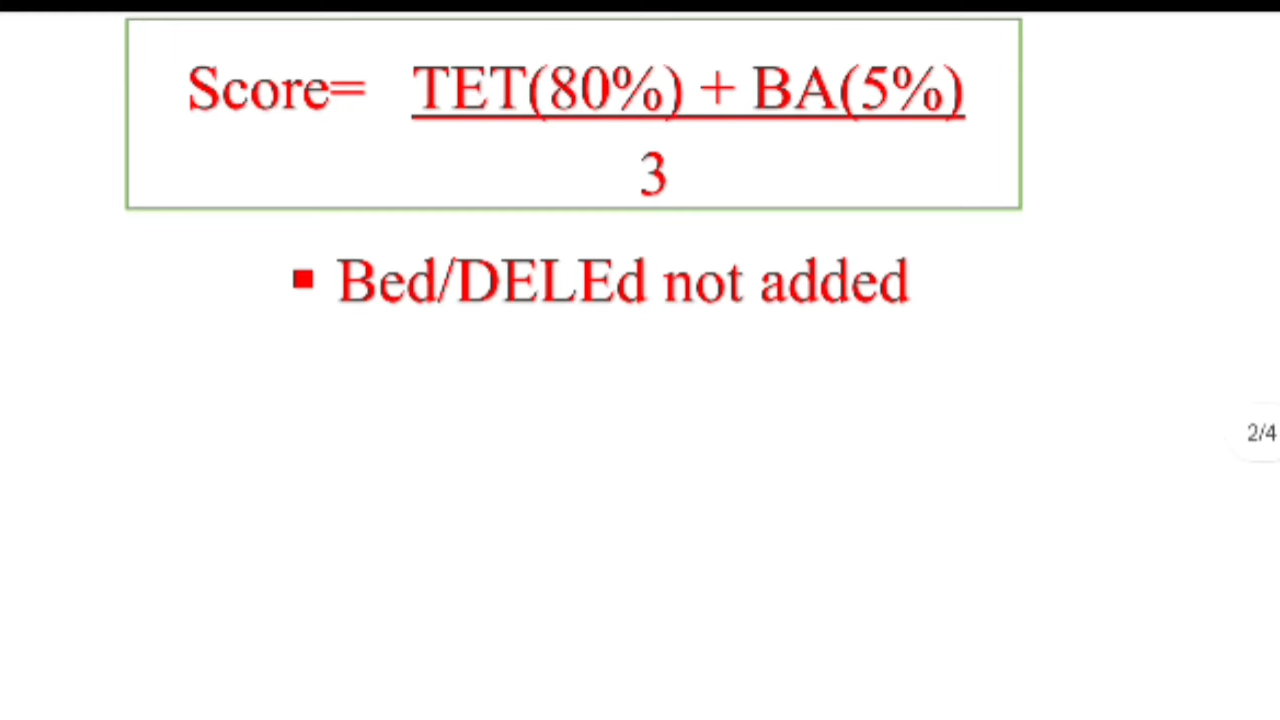 Score= TET(80%) + BA(5%)
3
▪ Bed/DELEd not added
2/4